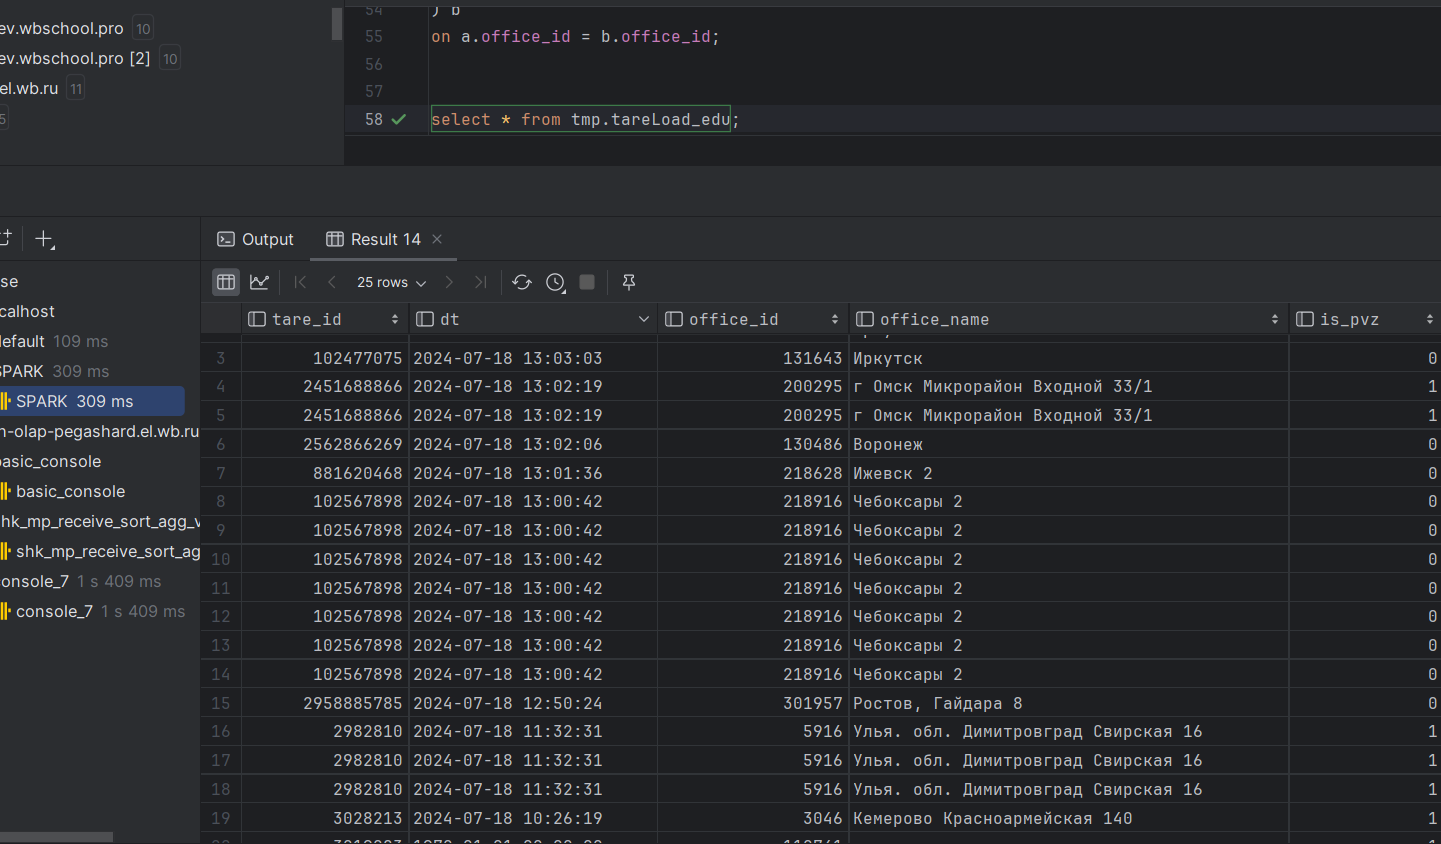 ev.wbschool.pro 10
ev.wbschool.pro [2] 10
el.wb.ru 11
5
54 ) b
55 on a.office_id = b.office_id;
56
57
58 select * from tmp.tareLoad_edu;
Output Result 14
25 rows
se
calhost
efault 109 ms
SPARK 309 ms
SPARK 309 ms
n-olap-pegashard.el.wb.ru
basic_console
basic_console
hk_mp_receive_sort_agg_v
shk_mp_receive_sort_ag
onsole_7 1 s 409 ms
console_7 1 s 409 ms
tare_id dt office_id office_name is_pvz
3 102477075 2024-07-18 13:03:03 131643 Иркутск 0
4 2451688866 2024-07-18 13:02:19 200295 г Омск Микрорайон Входной 33/1 1
5 2451688866 2024-07-18 13:02:19 200295 г Омск Микрорайон Входной 33/1 1
6 2562866269 2024-07-18 13:02:06 130486 Воронеж 0
7 881620468 2024-07-18 13:01:36 218628 Ижевск 2 0
8 102567898 2024-07-18 13:00:42 218916 Чебоксары 2 0
9 102567898 2024-07-18 13:00:42 218916 Чебоксары 2 0
10 102567898 2024-07-18 13:00:42 218916 Чебоксары 2 0
11 102567898 2024-07-18 13:00:42 218916 Чебоксары 2 0
12 102567898 2024-07-18 13:00:42 218916 Чебоксары 2 0
13 102567898 2024-07-18 13:00:42 218916 Чебоксары 2 0
14 102567898 2024-07-18 13:00:42 218916 Чебоксары 2 0
15 2958885785 2024-07-18 12:50:24 301957 Ростов, Гайдара 8 0
16 2982810 2024-07-18 11:32:31 5916 Улья. обл. Димитровград Свирская 16 1
17 2982810 2024-07-18 11:32:31 5916 Улья. обл. Димитровград Свирская 16 1
18 2982810 2024-07-18 11:32:31 5916 Улья. обл. Димитровград Свирская 16 1
19 3028213 2024-07-18 10:26:19 3046 Кемерово Красноармейская 140 1